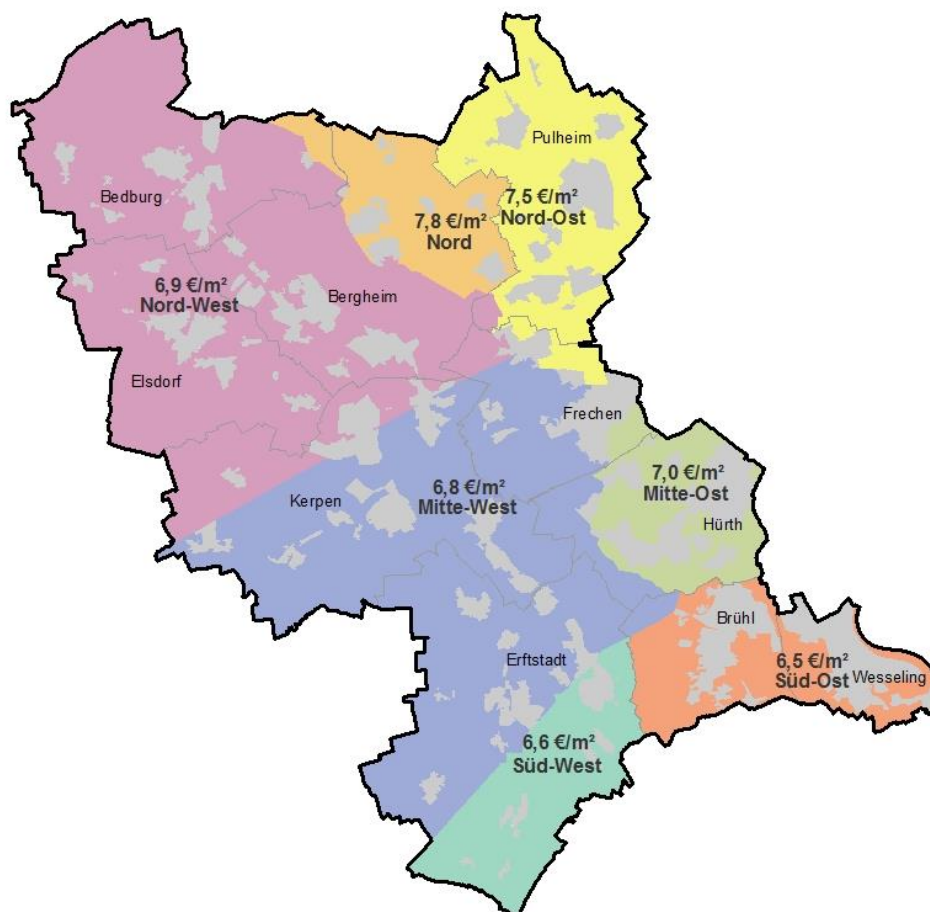 Pulheim
Bedburg
7,5 €/m²
Nord-Ost
7,8 €/m²
Nord
6,9 €/m²
Nord-West
Bergheim
Elsdorf
Frechen
7,0 €/m²
Mitte-Ost
6,8 €/m²
Mitte-West
Kerpen
Hürth
Brühl
Erftstadt
6,5 €/m²
Süd-Ost
Wesseling
6,6 €/m²
Süd-West